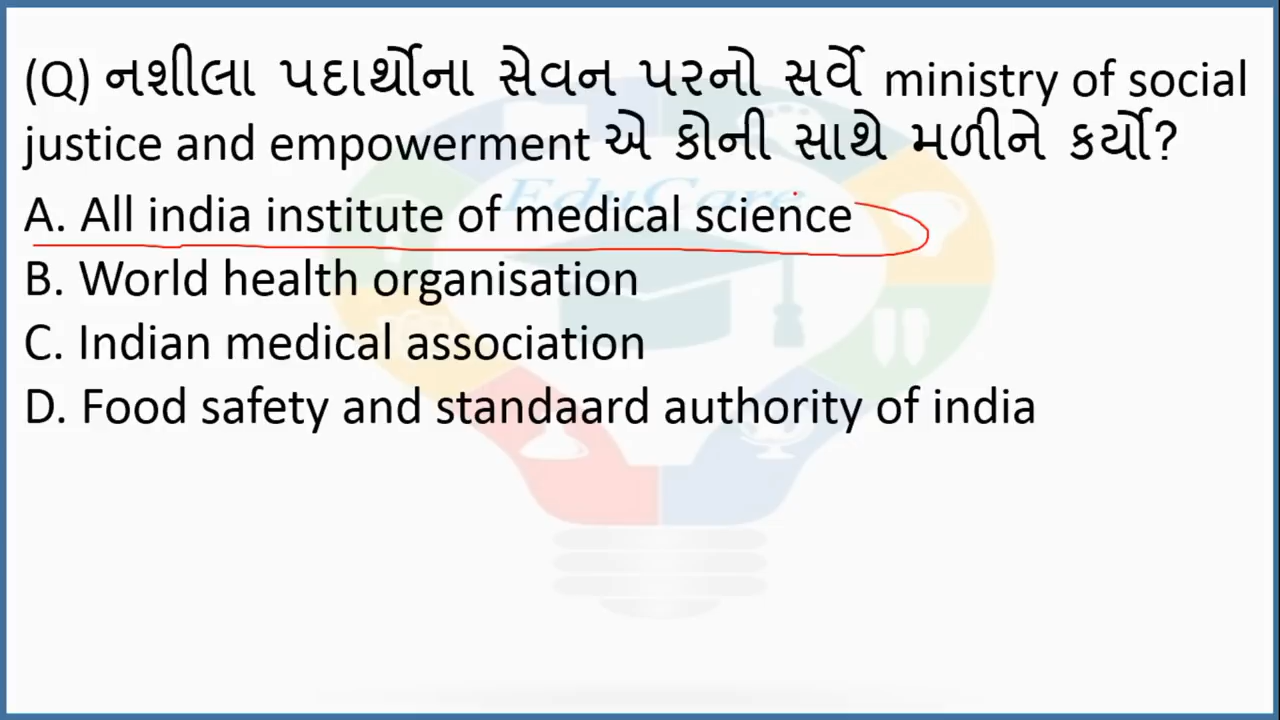 (Q) નશીલા પદાર્થોના સેવન પરનો સર્વે ministry of social
justice and empowerment એ કોની સાથે મળીને કર્યો?
EduCare
A. All india institute of medical science
B. World health organisation
C. Indian medical association
D. Food safety and standaard authority of india